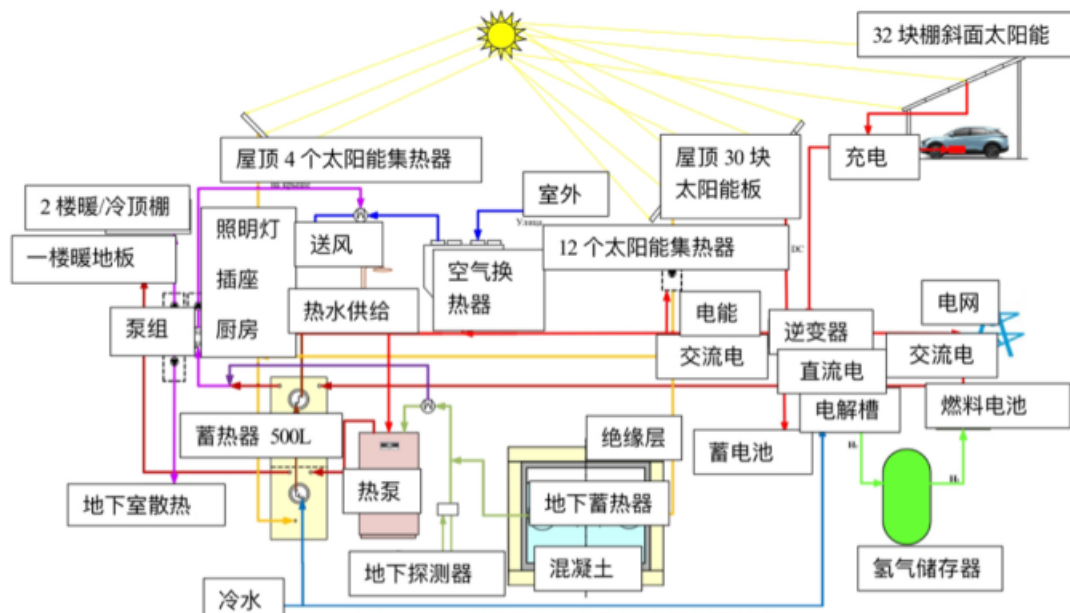 32 块棚斜面太阳能
屋顶 4 个太阳能集热器
屋顶 30 块
太阳能板
充电
室外
Улица
2 楼暖/冷顶棚
一楼暖地板
照明灯
插座
厨房
送风
空气换
热器
12 个太阳能集热器
DC
热水供给
泵组
电能
交流电
逆变器
直流电
电网
交流电
蓄热器 500L
电解槽
燃料电池
绝缘层
蓄电池
H₂
H₂
热泵
地下室散热
地下蓄热器
地下探测器
混凝土
氢气储存器
冷水